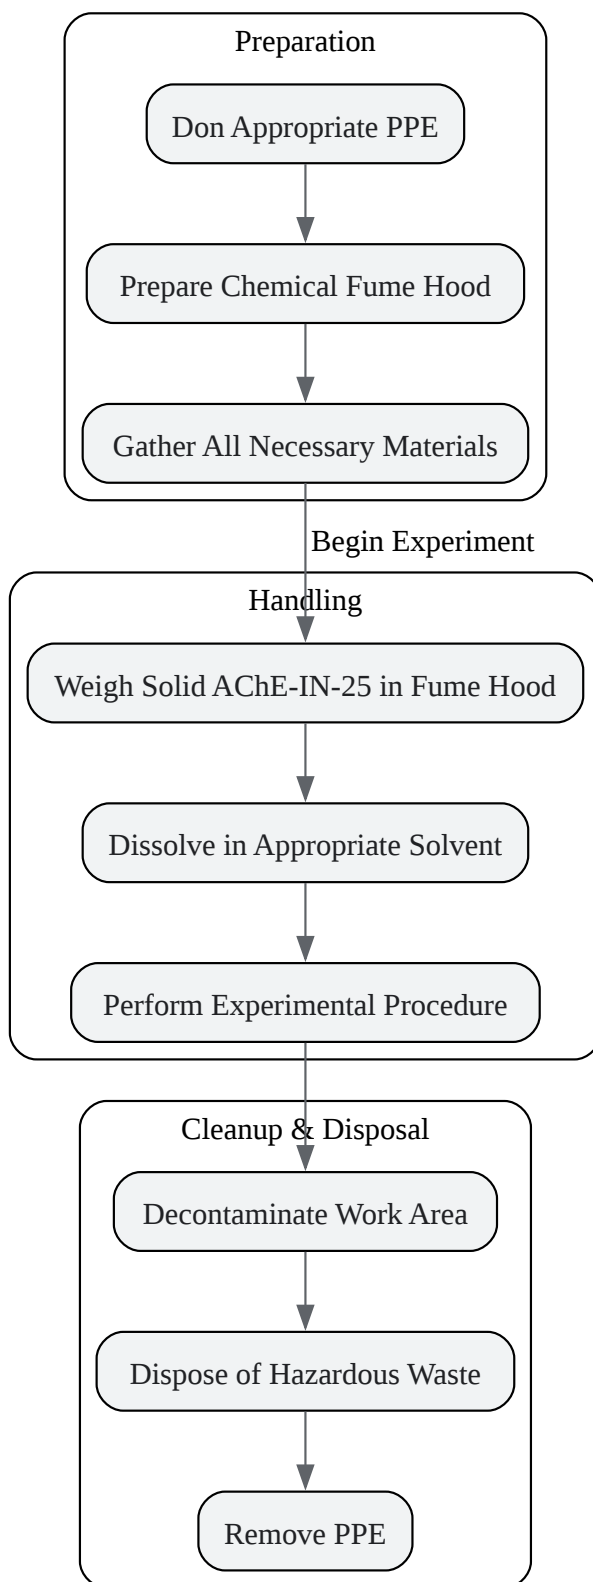 Preparation
Don Appropriate PPE
Prepare Chemical Fume Hood
Gather All Necessary Materials
Begin Experiment
Handling
Weigh Solid AChE-IN-25 in Fume Hood
Dissolve in Appropriate Solvent
Perform Experimental Procedure
Cleanup & Disposal
Decontaminate Work Area
Dispose of Hazardous Waste
Remove PPE